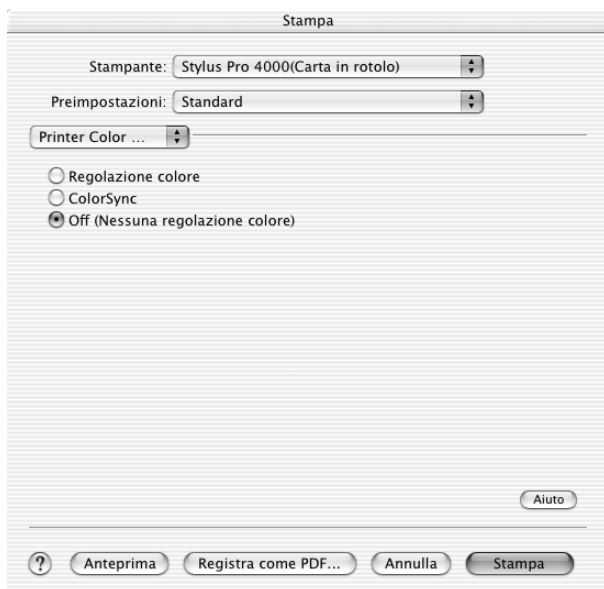 Stampa
Stampante: Stylus Pro 4000(Carta in rotolo)
Preimpostazioni: Standard
Printer Color ...
Regolazione colore
ColorSync
Off (Nessuna regolazione colore)
Aiuto
? Anteprima Registra come PDF... Annulla Stampa